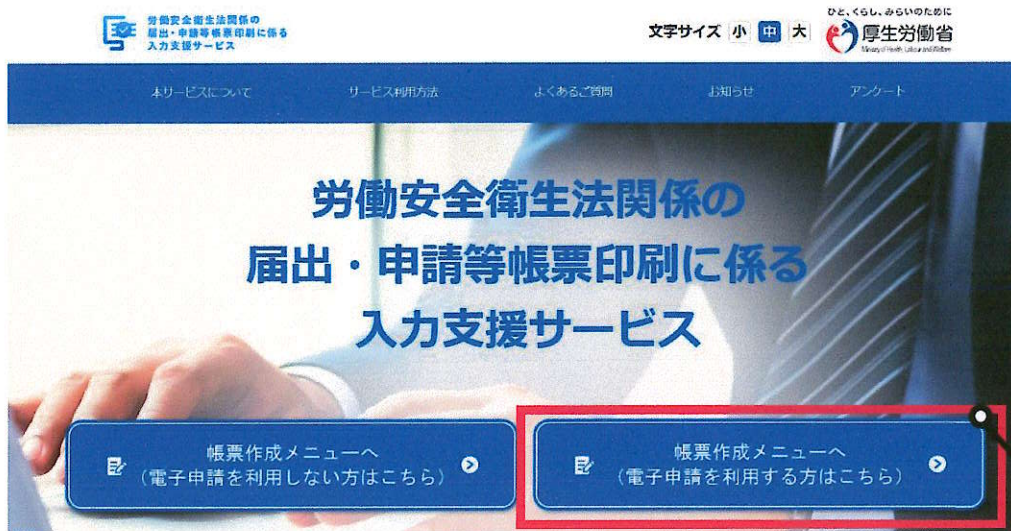 労働安全衛生法関係の
届出・申請等帳票印刷に係る
入力支援サービス
文字サイズ 小 中 大
ひと、くらし、みらいのために
厚生労働省
Ministry of Health, Labour and Welfare
本サービスについて サービス利用方法 よくあるご質問 お知らせ アンケート
労働安全衛生法関係の
届出・申請等帳票印刷に係る
入力支援サービス
帳票作成メニューへ
（電子申請を利用しない方はこちら）
帳票作成メニューへ
（電子申請を利用する方はこちら）